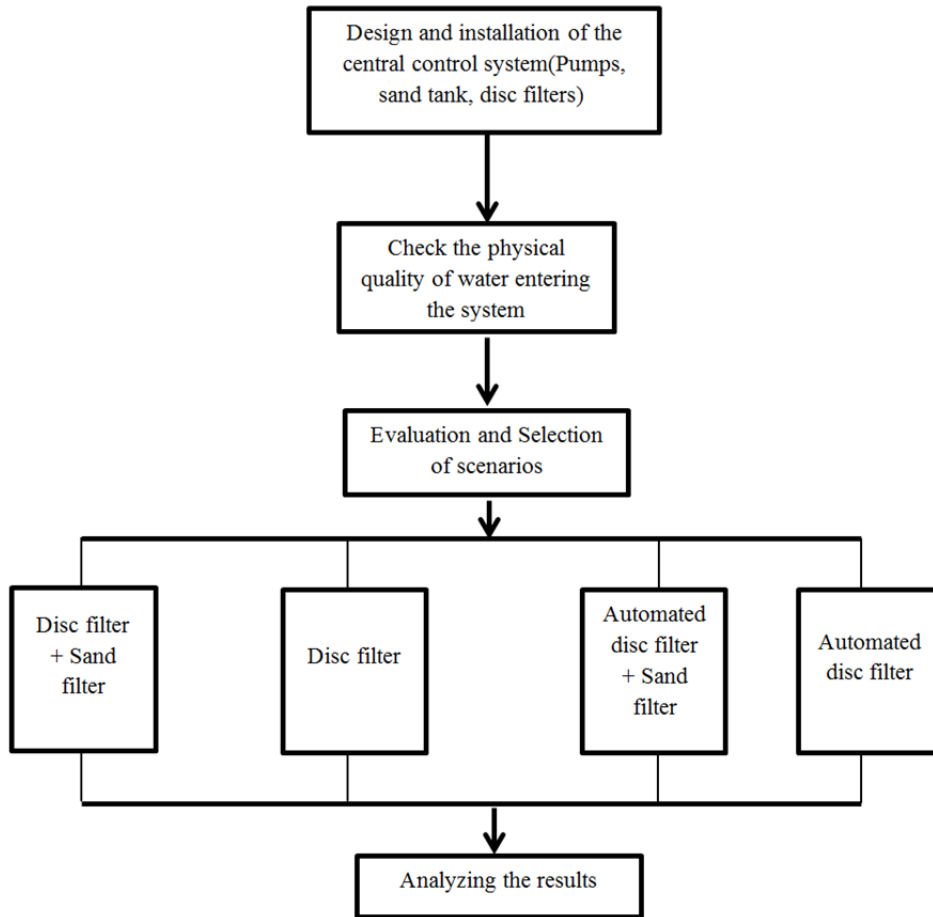 Design and installation of the
central control system(Pumps,
sand tank, disc filters)
Check the physical
quality of water entering
the system
Evaluation and Selection
of scenarios
Disc filter
+ Sand
filter
Disc filter
Automated
disc filter
+ Sand
filter
Automated
disc filter
Analyzing the results